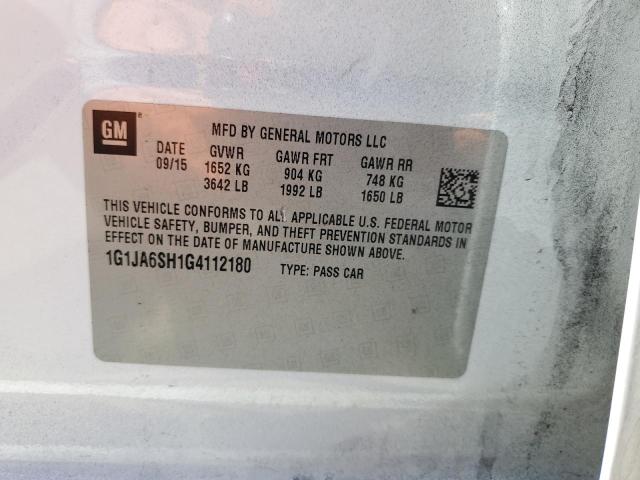 GM ®
MFD BY GENERAL MOTORS LLC
DATE GVWR GAWR FRT GAWR RR
09/15 1652 KG 904 KG 748 KG
3642 LB 1992 LB 1650 LB
THIS VEHICLE CONFORMS TO ALL APPLICABLE U.S. FEDERAL MOTOR
VEHICLE SAFETY, BUMPER, AND THEFT PREVENTION STANDARDS IN
EFFECT ON THE DATE OF MANUFACTURE SHOWN ABOVE.
1G1JA6SH1G4112180 TYPE: PASS CAR